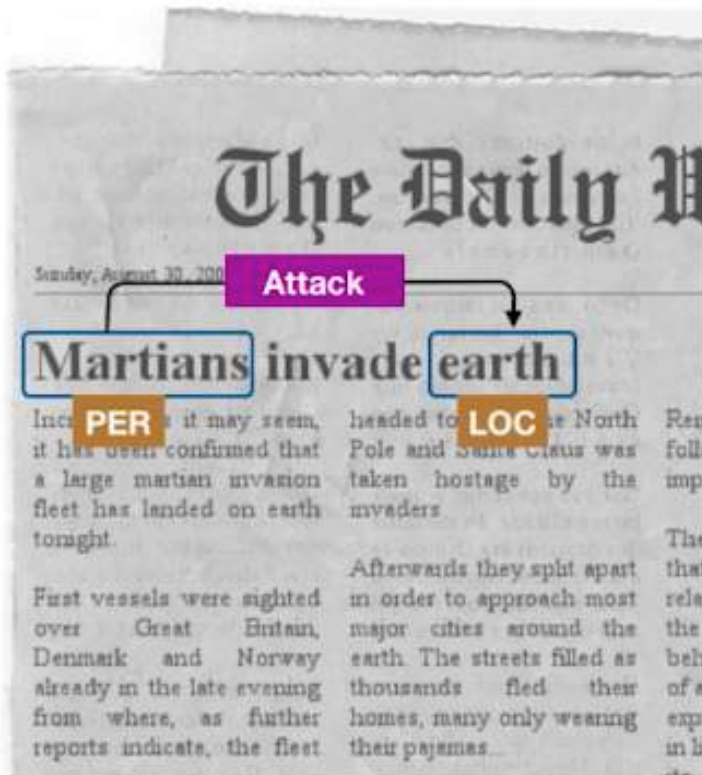 The Daily
Sunday, August 30, 200
Attack
Martians invade earth
PER
LOC
it may seem,
it has been confirmed that
a large martian invasion
fleet has landed on earth
tonight.
First vessels were sighted
over Great Britain,
Denmark and Norway
already in the late evening
from where, as further
reports indicate, the fleet
headed to North
Pole and Santa Claus was
taken hostage by the
invaders
Afterwards they split apart
in order to approach most
major cities around the
earth. The streets filled as
thousands fled their
homes, many only wearing
their pajamas...
The